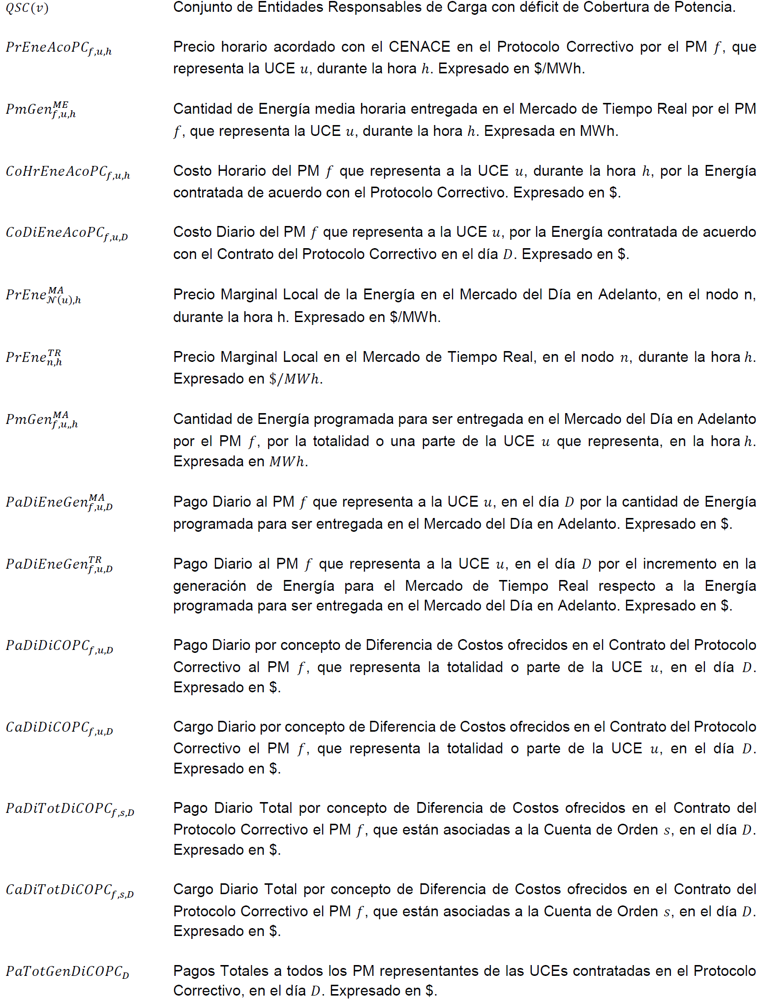 QSC(v) Conjunto de Entidades Responsables de Carga con déficit de Cobertura de Potencia.
PrEneAcoPC_{f,u,h} Precio horario acordado con el CENACE en el Protocolo Correctivo por el PM f, que
representa la UCE u, durante la hora h. Expresado en $/MWh.
PmGen^{ME}_{f,u,h} Cantidad de Energía media horaria entregada en el Mercado de Tiempo Real por el PM
f, que representa la UCE u, durante la hora h. Expresada en MWh.
CoHrEneAcoPC_{f,u,h} Costo Horario del PM f que representa a la UCE u, durante la hora h, por la Energía
contratada de acuerdo con el Protocolo Correctivo. Expresado en $.
CoDiEneAcoPC_{f,u,D} Costo Diario del PM f que representa a la UCE u, por la Energía contratada de acuerdo
con el Contrato del Protocolo Correctivo en el día D. Expresado en $.
PrEne^{MA}_{𝒩(u),h} Precio Marginal Local de la Energía en el Mercado del Día en Adelanto, en el nodo n,
durante la hora h. Expresado en $/MWh.
PrEne^{TR}_{n,h} Precio Marginal Local en el Mercado de Tiempo Real, en el nodo n, durante la hora h.
Expresado en $/MWh.
PmGen^{MA}_{f,u,,h} Cantidad de Energía programada para ser entregada en el Mercado del Día en Adelanto
por el PM f, por la totalidad o una parte de la UCE u que representa, en la hora h.
Expresada en MWh.
PaDiEneGen^{MA}_{f,u,D} Pago Diario al PM f que representa a la UCE u, en el día D por la cantidad de Energía
programada para ser entregada en el Mercado del Día en Adelanto. Expresado en $.
PaDiEneGen^{TR}_{f,u,D} Pago Diario al PM f que representa a la UCE u, en el día D por el incremento en la
generación de Energía para el Mercado de Tiempo Real respecto a la Energía
programada para ser entregada en el Mercado del Día en Adelanto. Expresado en $.
PaDiDiCOPC_{f,u,D} Pago Diario por concepto de Diferencia de Costos ofrecidos en el Contrato del Protocolo
Correctivo al PM f, que representa la totalidad o parte de la UCE u, en el día D.
Expresado en $.
CaDiDiCOPC_{f,u,D} Cargo Diario por concepto de Diferencia de Costos ofrecidos en el Contrato del Protocolo
Correctivo el PM f, que representa la totalidad o parte de la UCE u, en el día D.
Expresado en $.
PaDiTotDiCOPC_{f,s,D} Pago Diario Total por concepto de Diferencia de Costos ofrecidos en el Contrato del
Protocolo Correctivo el PM f, que están asociadas a la Cuenta de Orden s, en el día D.
Expresado en $.
CaDiTotDiCOPC_{f,s,D} Cargo Diario Total por concepto de Diferencia de Costos ofrecidos en el Contrato del
Protocolo Correctivo el PM f, que están asociadas a la Cuenta de Orden s, en el día D.
Expresado en $.
PaTotGenDiCOPC_{D} Pagos Totales a todos los PM representantes de las UCEs contratadas en el Protocolo
Correctivo, en el día D. Expresado en $.